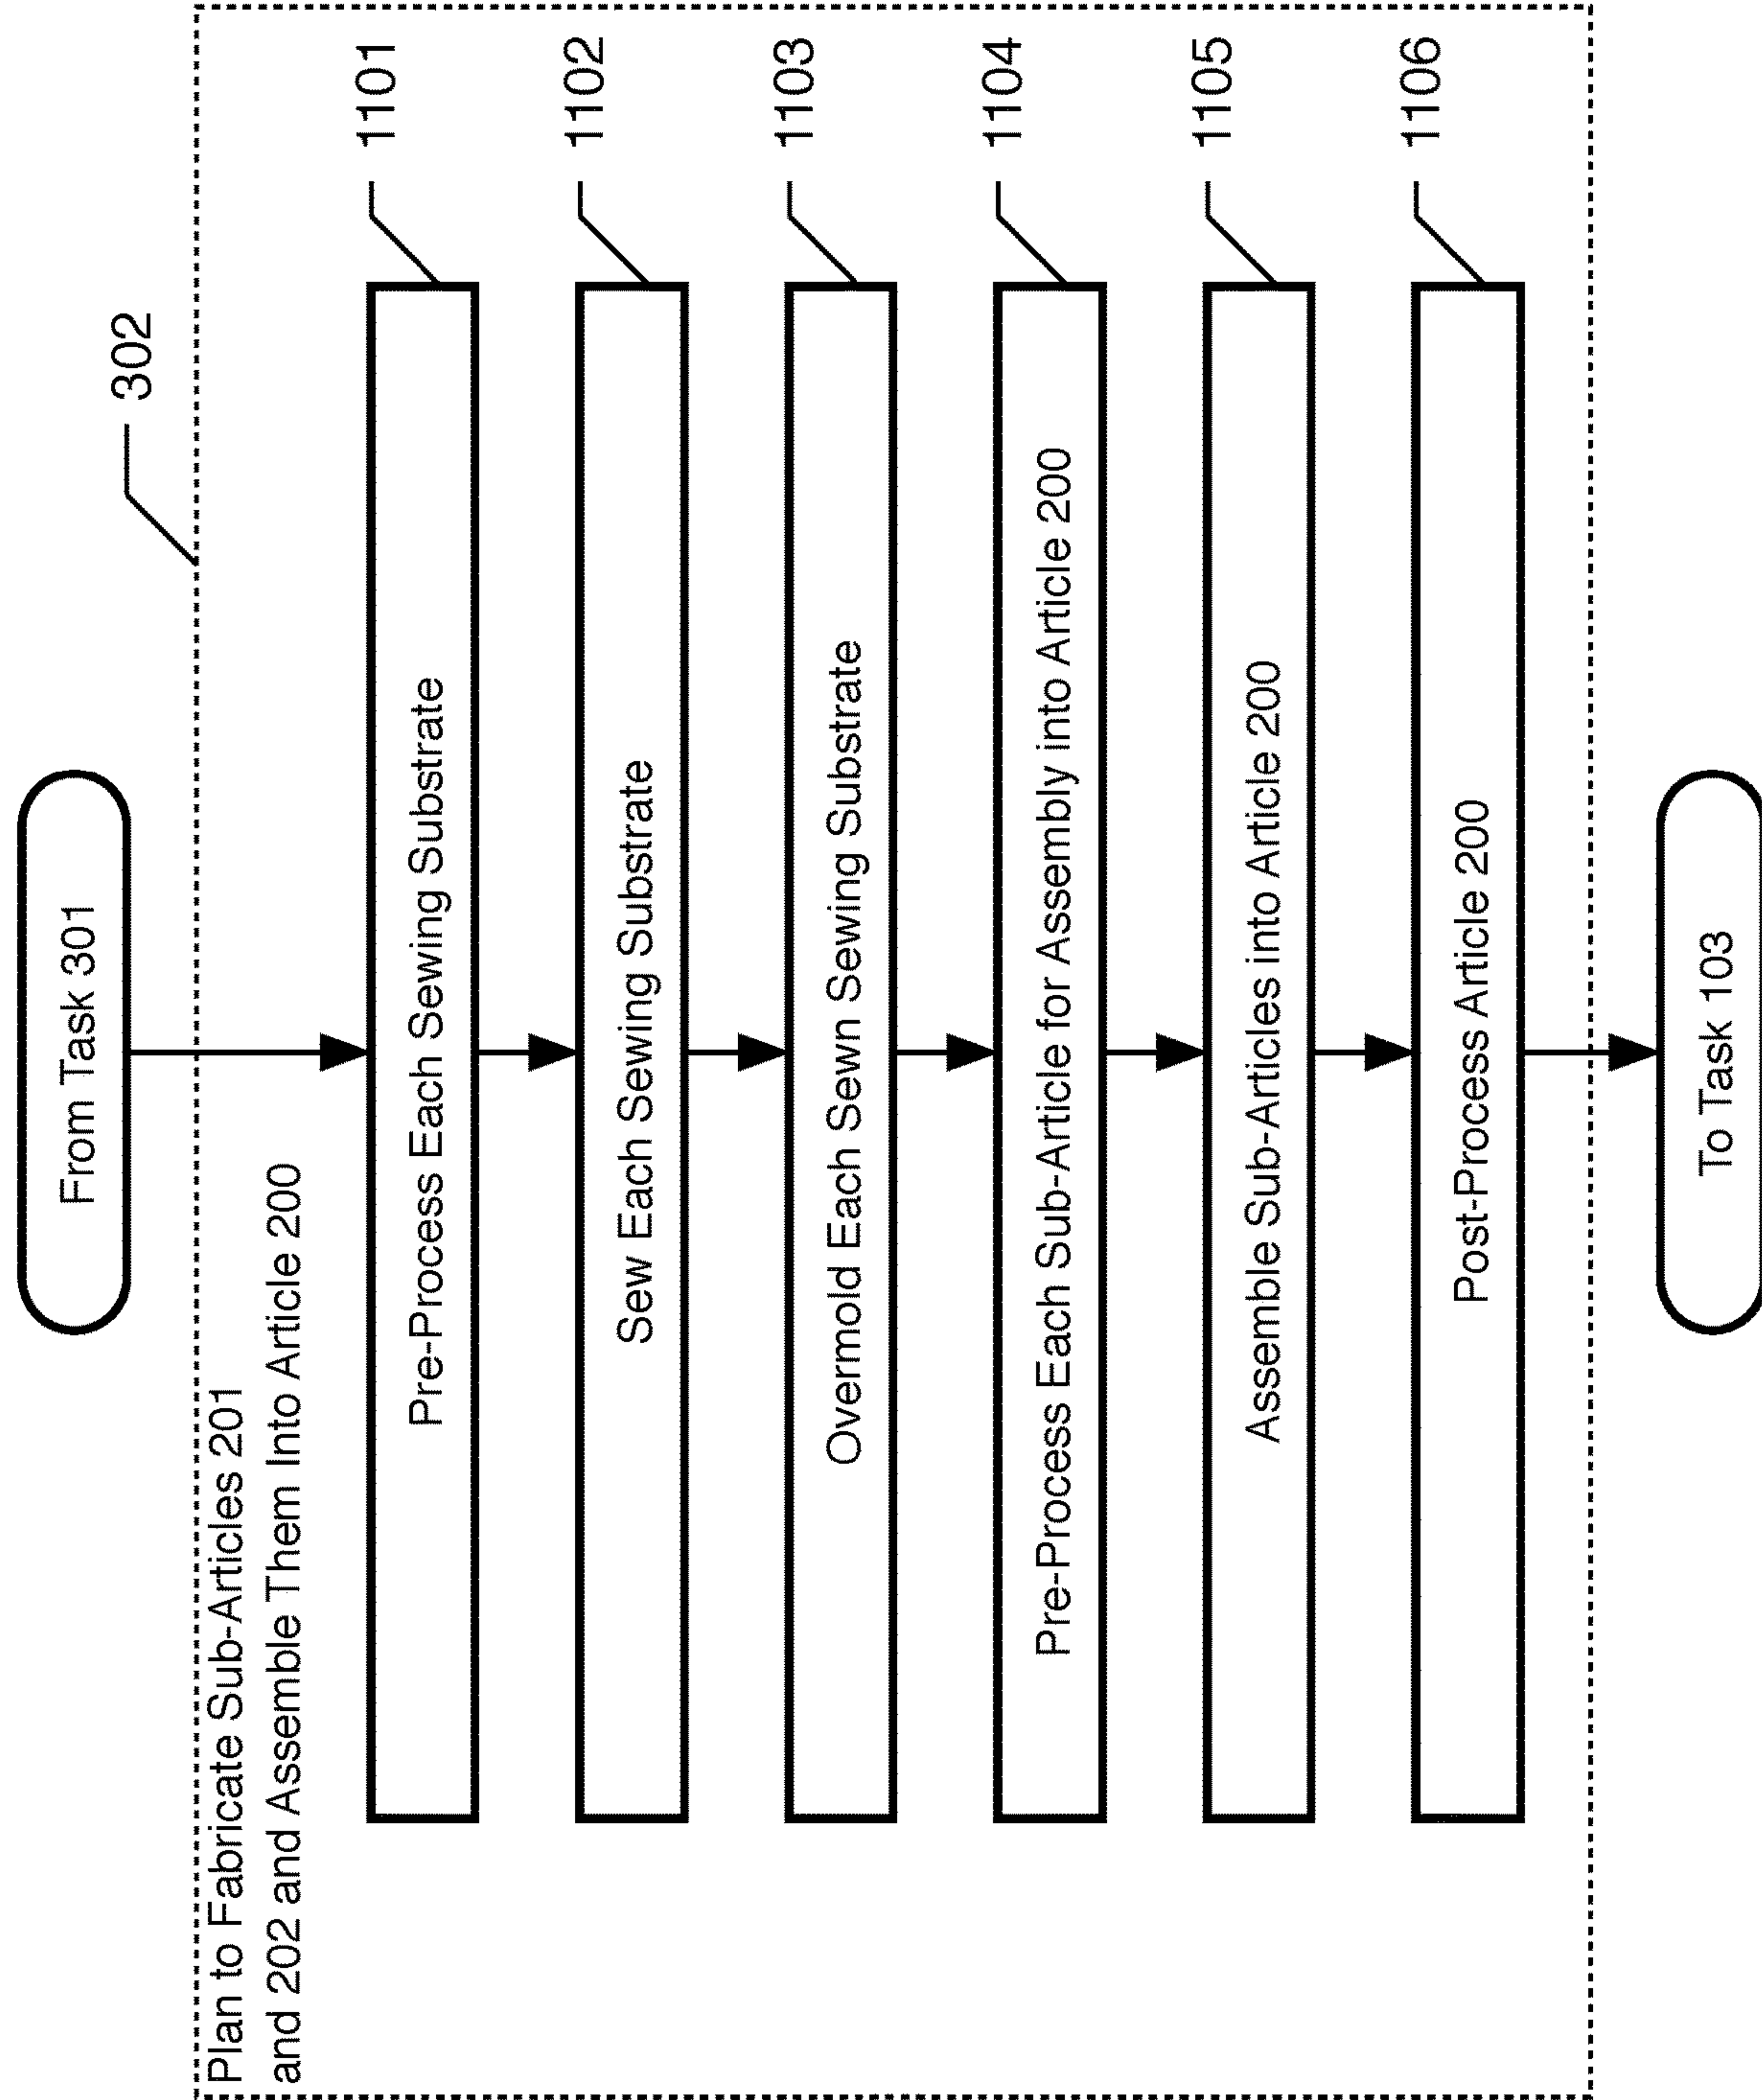 From Task 301
302
Plan to Fabricate Sub-Articles 201
and 202 and Assemble Them Into Article 200
1101
Pre-Process Each Sewing Substrate
1102
Sew Each Sewing Substrate
1103
Overmold Each Sewn Sewing Substrate
1104
Pre-Process Each Sub-Article for Assembly into Article 200
1105
Assemble Sub-Articles into Article 200
1106
Post-Process Article 200
To Task 103